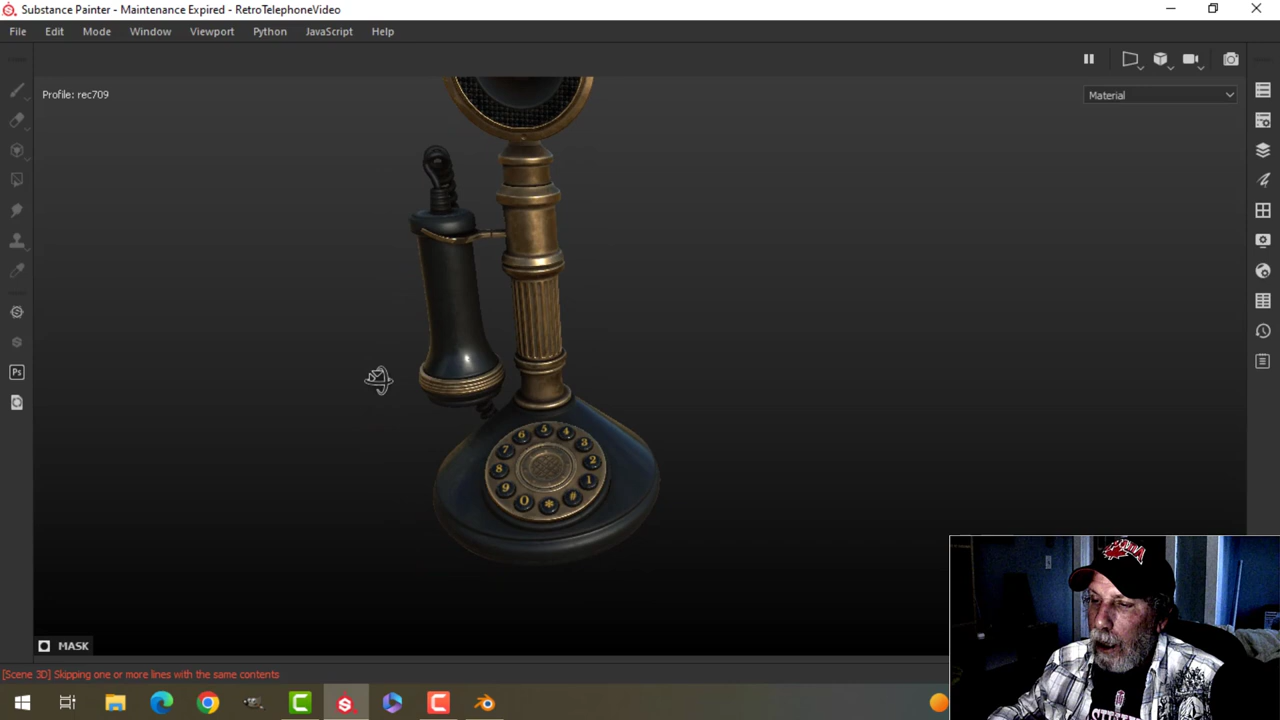 Substance Painter - Maintenance Expired - RetroTelephoneVideo
File Edit Mode Window Viewport Python JavaScript Help
Profile: rec709
Material
Ps
6 5 4
7 3
8 2
9 1
0 * #
MASK
[Scene 3D] Skipping one or more lines with the same contents